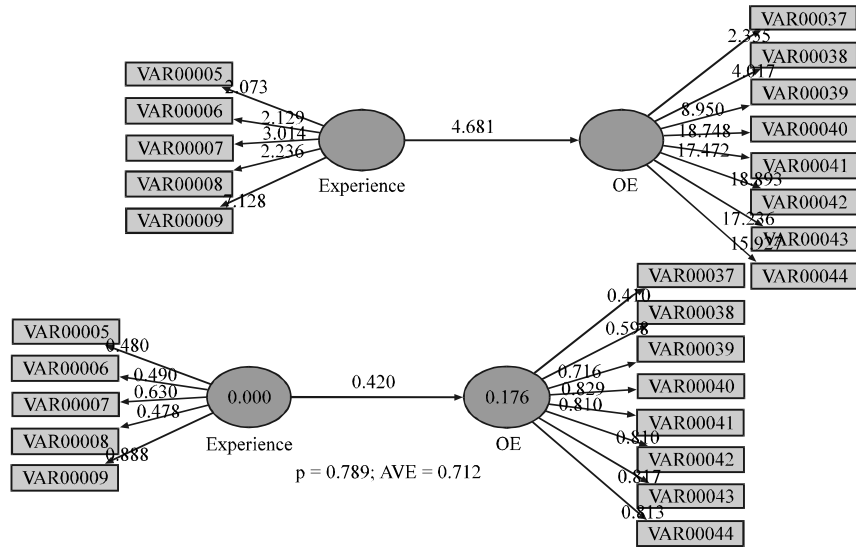 VAR00037
2.335
VAR00038
4.017
VAR00005
2.073
VAR00039
8.950
VAR00006
2.129
4.681
18.748
VAR00040
3.014
VAR00007
17.472
2.236
VAR00041
VAR00008
Experience
OE
18.893
VAR00042
VAR00009
7.128
17.236
VAR00043
15.927
VAR00037
VAR00044
0.410
VAR00038
0.598
VAR00005
0.480
VAR00039
0.716
VAR00006
0.490
0.420
0.829
VAR00040
0.630
0.000
0.176
VAR00007
0.810
0.478
VAR00041
VAR00008
Experience
OE
0.810
0.888
VAR00042
VAR00009
p = 0.789; AVE = 0.712
0.817
VAR00043
0.813
VAR00044